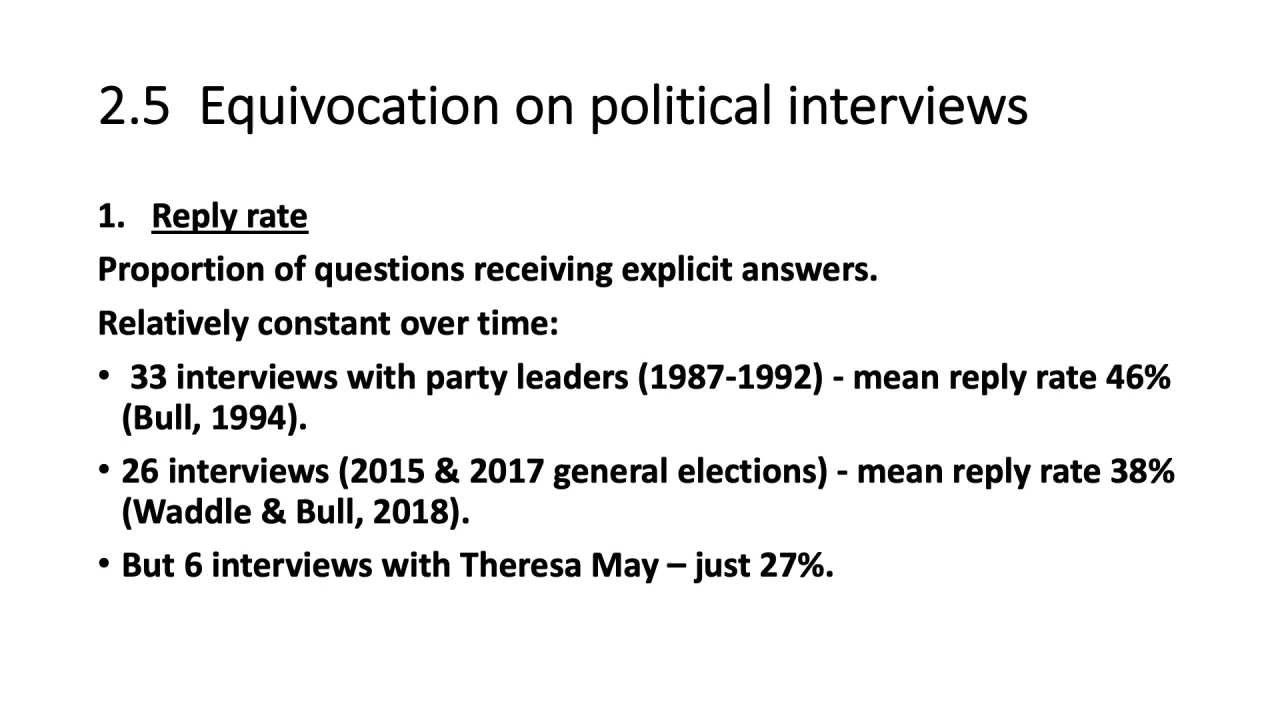 2.5  Equivocation on political interviews
1.   Reply rate
Proportion of questions receiving explicit answers.
Relatively constant over time:
•  33 interviews with party leaders (1987-1992) - mean reply rate 46%
(Bull, 1994).
• 26 interviews (2015 & 2017 general elections) - mean reply rate 38%
(Waddle & Bull, 2018).
• But 6 interviews with Theresa May – just 27%.